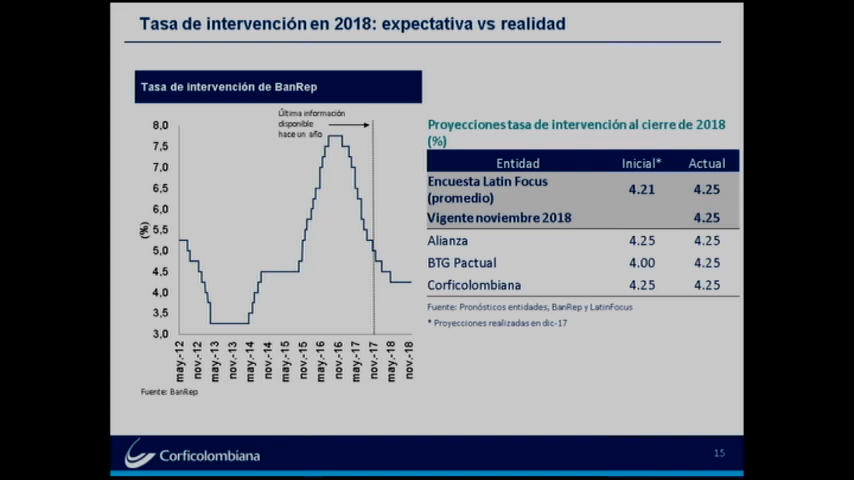 Tasa de intervención en 2018: expectativa vs realidad
Tasa de intervención de BanRep
Última información
disponible
hace un año
8,0
7,5
7,0
6,5
6,0
5,5
5,0
4,5
4,0
3,5
3,0
(%)
may.-12
nov.-12
may.-13
nov.-13
may.-14
nov.-14
may.-15
nov.-15
may.-16
nov.-16
may.-17
nov.-17
may.-18
nov.-18
Fuente: BanRep
Proyecciones tasa de intervención al cierre de 2018
(%)
Entidad Inicial* Actual
Encuesta Latin Focus
(promedio) 4.21 4.25
Vigente noviembre 2018 4.25
Alianza 4.25 4.25
BTG Pactual 4.00 4.25
Corficolombiana 4.25 4.25
Fuente: Pronósticos entidades, BanRep y LatinFocus
* Proyecciones realizadas en dic-17
Corficolombiana
15